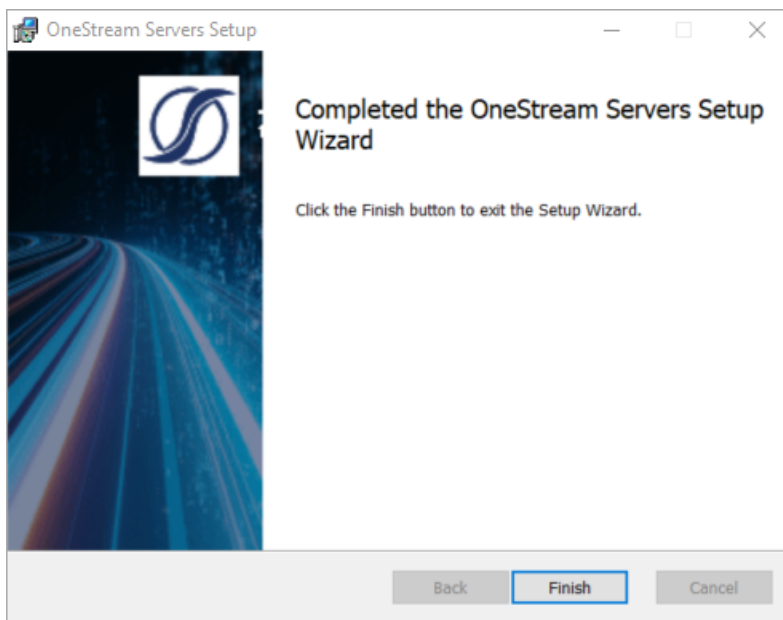 OneStream Servers Setup
Completed the OneStream Servers Setup
Wizard
Click the Finish button to exit the Setup Wizard.
Back
Finish
Cancel